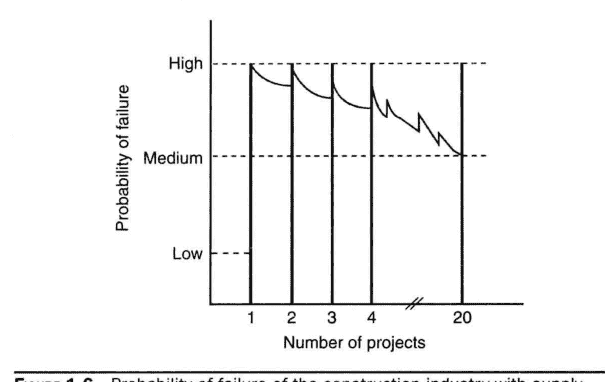 High
Medium
Low
Probability of failure
1 2 3 4 20
Number of projects
FIGURE 1-6 Probability of failure of the construction industry with supply